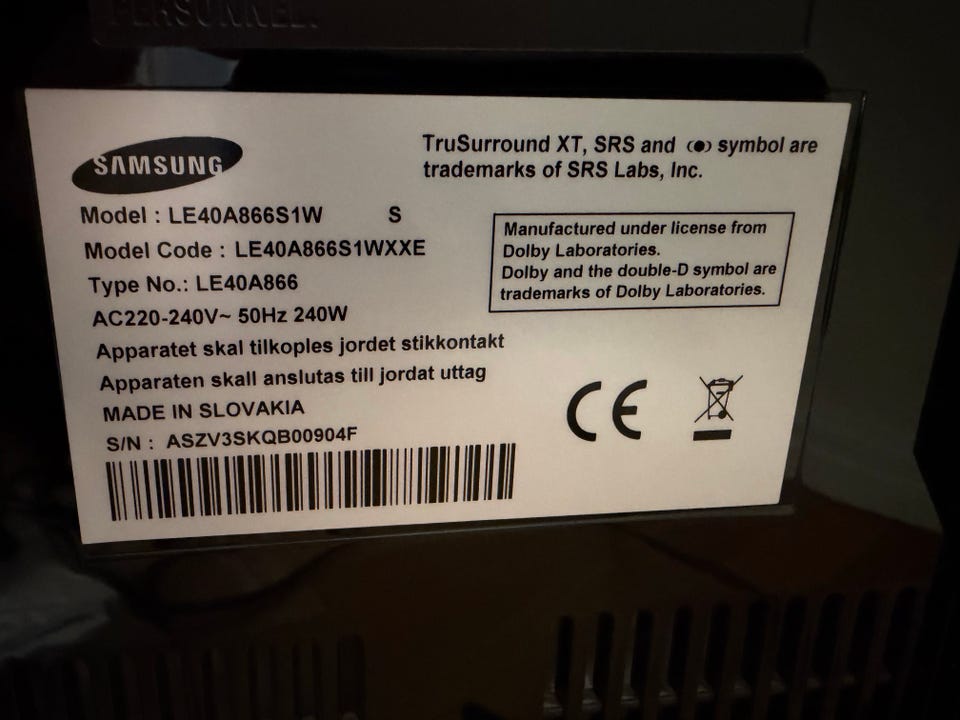 PERSONNEL.
SAMSUNG
TruSurround XT, SRS and (●) symbol are
trademarks of SRS Labs, Inc.
Model : LE40A866S1W S
Model Code : LE40A866S1WXXE
Type No.: LE40A866
AC220-240V~ 50Hz 240W
Manufactured under license from
Dolby Laboratories.
Dolby and the double-D symbol are
trademarks of Dolby Laboratories.
Apparatet skal tilkoples jordet stikkontakt
Apparaten skall anslutas till jordat uttag
MADE IN SLOVAKIA
S/N : ASZV3SKQB00904F
CE